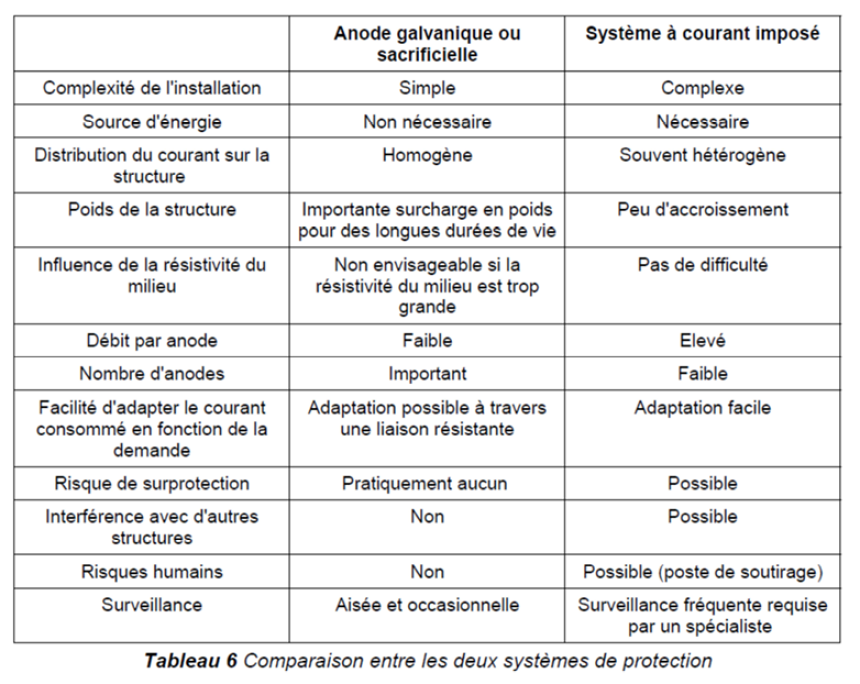 Anode galvanique ou
sacrificielle
Système à courant imposé
Complexité de l'installation
Simple
Complexe
Source d'énergie
Non nécessaire
Nécessaire
Distribution du courant sur la
structure
Homogène
Souvent hétérogène
Poids de la structure
Importante surcharge en poids
pour des longues durées de vie
Peu d'accroissement
Influence de la résistivité du
milieu
Non envisageable si la
résistivité du milieu est trop
grande
Pas de difficulté
Débit par anode
Faible
Elevé
Nombre d'anodes
Important
Faible
Facilité d'adapter le courant
consommé en fonction de la
demande
Adaptation possible à travers
une liaison résistante
Adaptation facile
Risque de surprotection
Pratiquement aucun
Possible
Interférence avec d'autres
structures
Non
Possible
Risques humains
Non
Possible (poste de soutirage)
Surveillance
Aisée et occasionnelle
Surveillance fréquente requise
par un spécialiste
Tableau 6 Comparaison entre les deux systèmes de protection